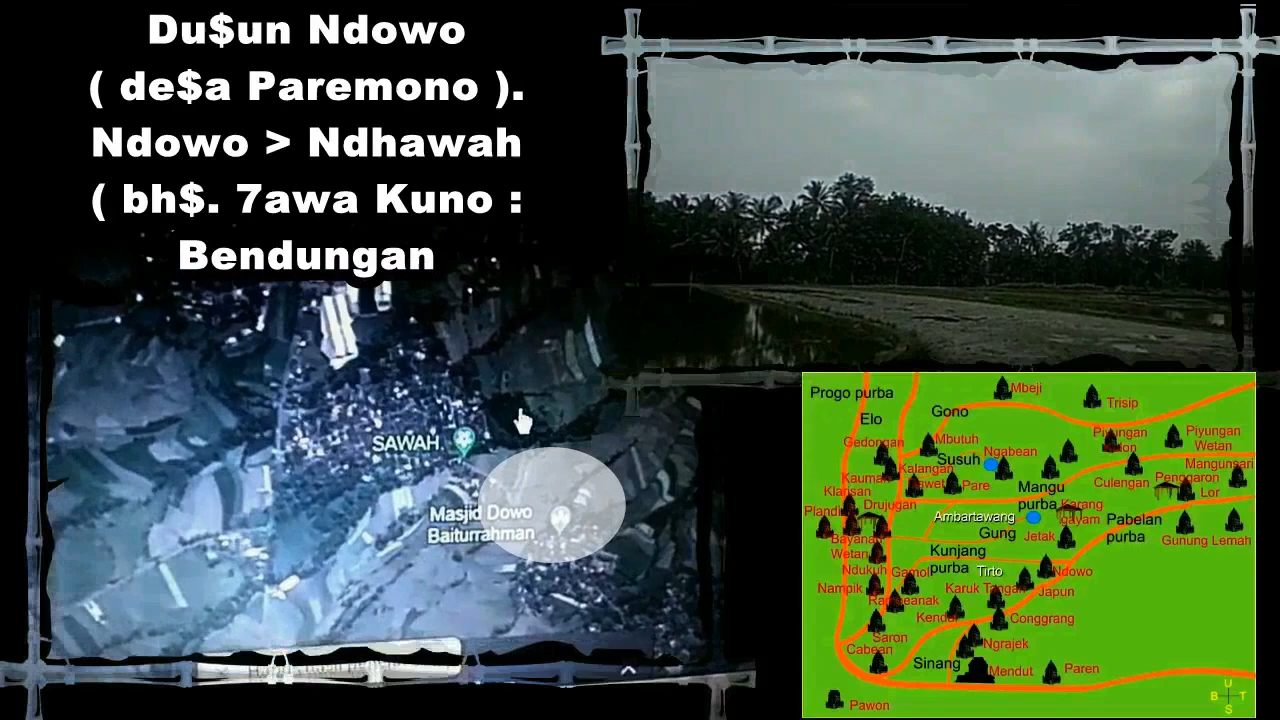 Du$un Ndowo
( de$a Paremono ).
Ndowo > Ndhawah
( bh$. 7awa Kuno :
Bendungan
SAWAH
Masjid Dowo
Baiturrahman
Progo purba
Mbeji
Trisip
Elo
Gono
Gedongan
Mbutuh
Susuh
Ngabean
Piyungan
Piyungan
Wetan
Kauman
Kalangan
Pare
Mangunsari
Culengan
Penggaron
Lor
Klansan
Drujugan
Mangu
purba
Karang
gayam
Ambartawang
Gung
Jetak
Pabelan
purba
Gunung Lemah
Bayanan
Wetan
Kunjang
purba
Tirto
Ndowo
Ndukuh
Gamol
Nampik
Karuk Tangan
Japun
Conggrang
Saron
Cabean
Ngrajek
Sinang
Mendut
Paren
Pawon
U
B
T
S